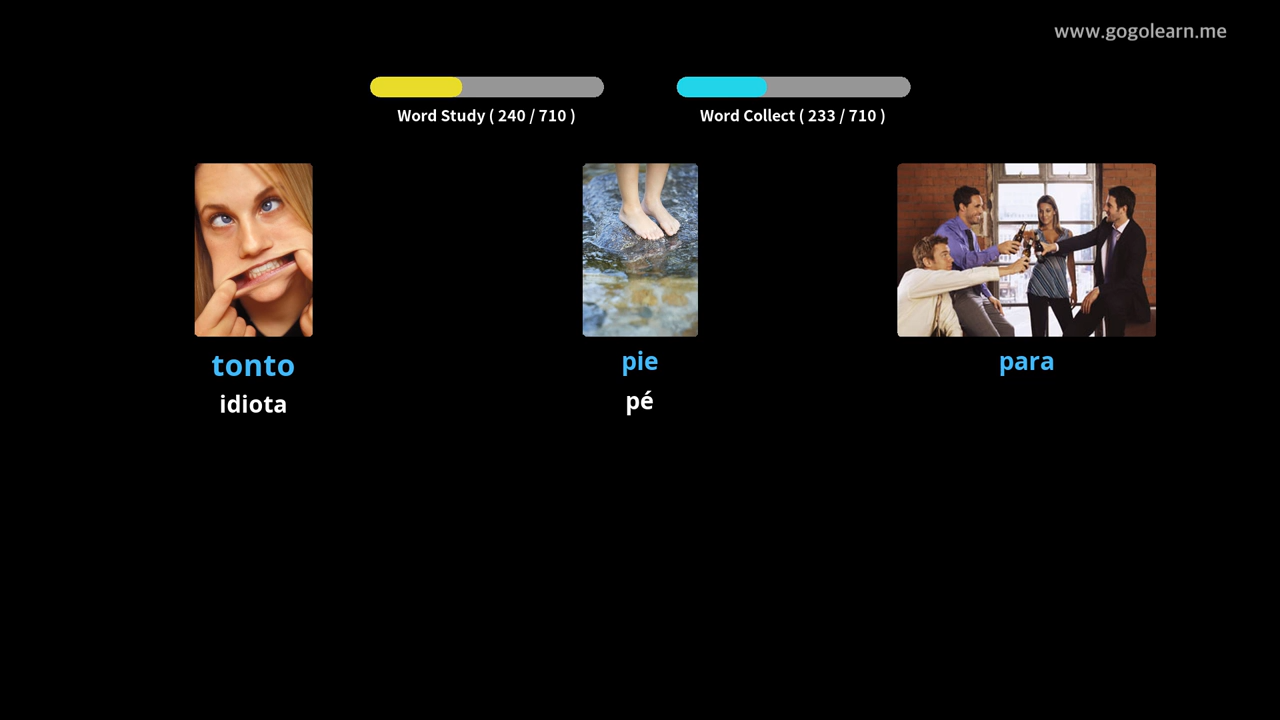 www.gogolearn.me
Word Study ( 240 / 710 )
Word Collect ( 233 / 710 )
tonto
idiota
pie
pé
para